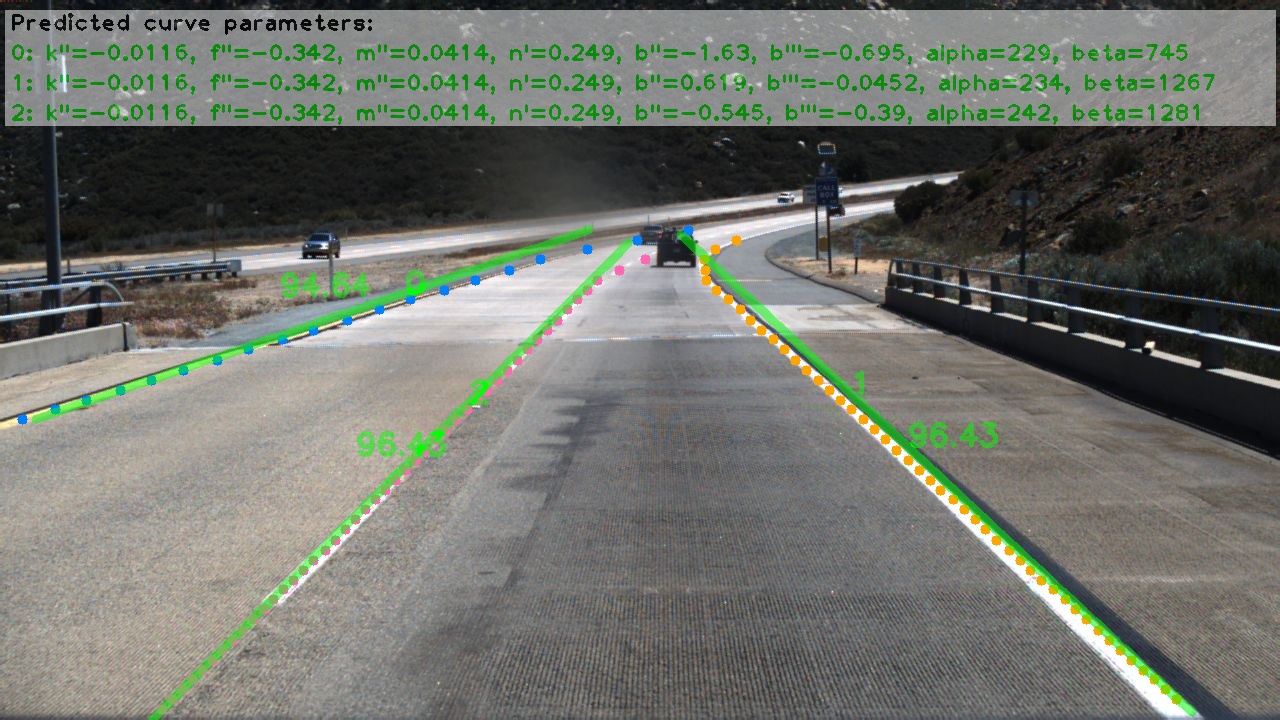 Predicted curve parameters:
0: k''=-0.0116, f''=-0.342, m''=0.0414, n'=0.249, b''=-1.63, b'''=-0.695, alpha=229, beta=745
1: k''=-0.0116, f''=-0.342, m''=0.0414, n'=0.249, b''=0.619, b'''=-0.0452, alpha=234, beta=1267
2: k''=-0.0116, f''=-0.342, m''=0.0414, n'=0.249, b''=-0.545, b'''=-0.39, alpha=242, beta=1281
CALL
BOX
94.64 0
2
1
96.43
96.43